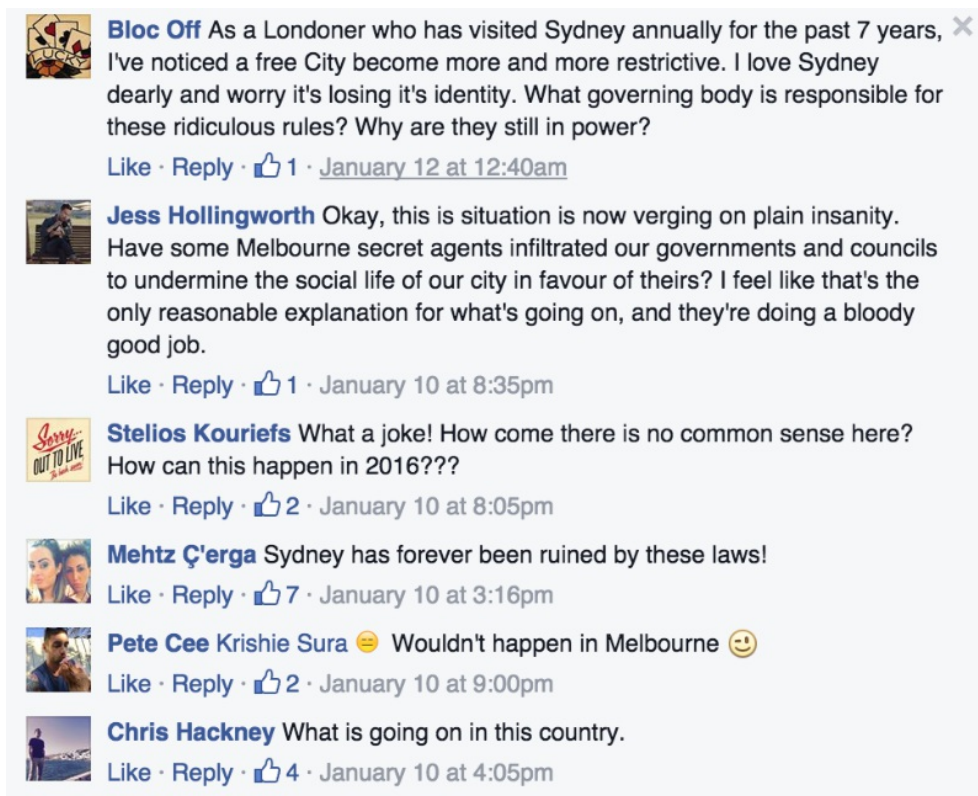 Bloc Off As a Londoner who has visited Sydney annually for the past 7 years,
I've noticed a free City become more and more restrictive. I love Sydney
dearly and worry it's losing it's identity. What governing body is responsible for
these ridiculous rules? Why are they still in power?
Like · Reply · 1 · January 12 at 12:40am
Jess Hollingworth Okay, this is situation is now verging on plain insanity.
Have some Melbourne secret agents infiltrated our governments and councils
to undermine the social life of our city in favour of theirs? I feel like that's the
only reasonable explanation for what's going on, and they're doing a bloody
good job.
Like · Reply · 1 · January 10 at 8:35pm
Sorry...
OUT TO LIVE
Stelios Kouriefs What a joke! How come there is no common sense here?
How can this happen in 2016???
Like · Reply · 2 · January 10 at 8:05pm
Mehtz Ç'erga Sydney has forever been ruined by these laws!
Like · Reply · 7 · January 10 at 3:16pm
Pete Cee Krishie Sura 😑 Wouldn't happen in Melbourne 😉
Like · Reply · 2 · January 10 at 9:00pm
Chris Hackney What is going on in this country.
Like · Reply · 4 · January 10 at 4:05pm